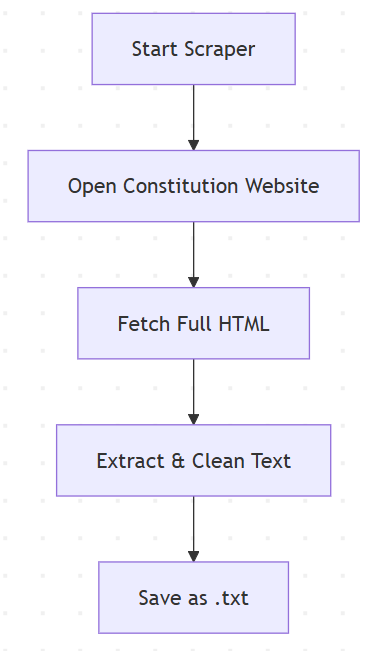 Start Scraper
Open Constitution Website
Fetch Full HTML
Extract & Clean Text
Save as .txt